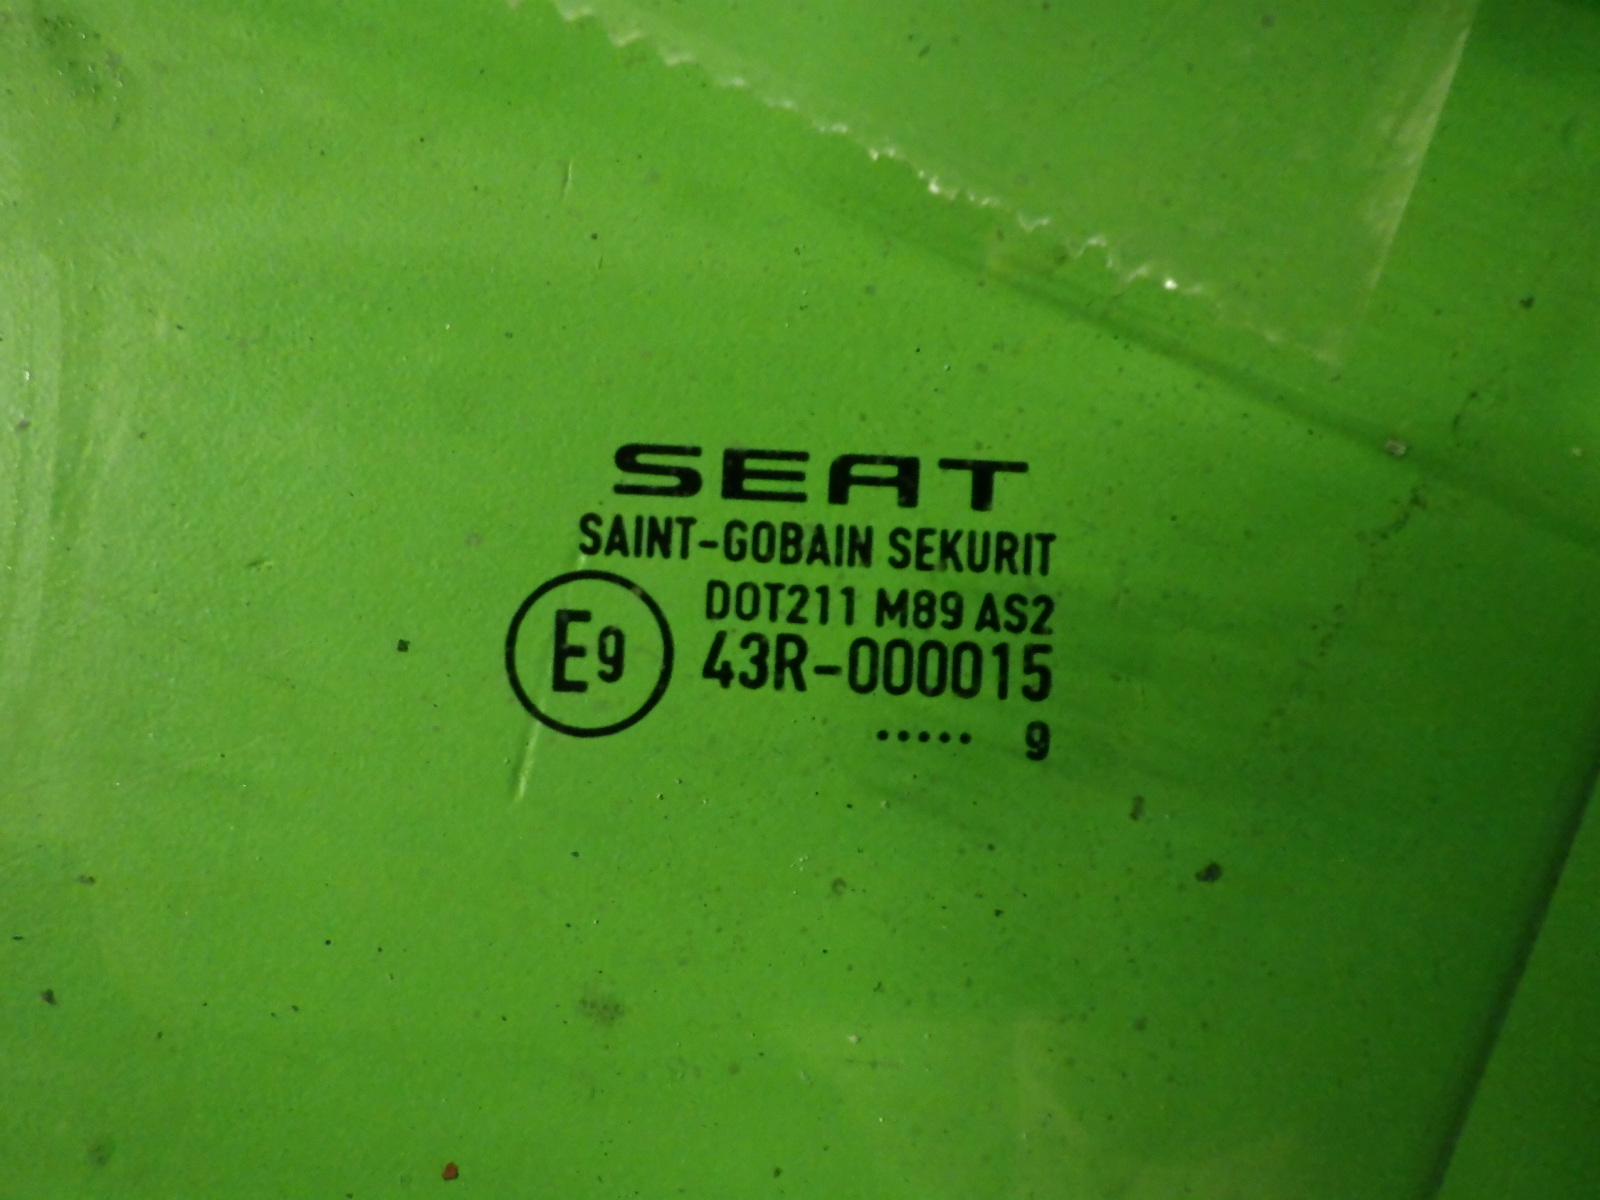 SEAT
SAINT-GOBAIN SEKURIT
DOT211 M89 AS2
E9 43R-000015
..... 9